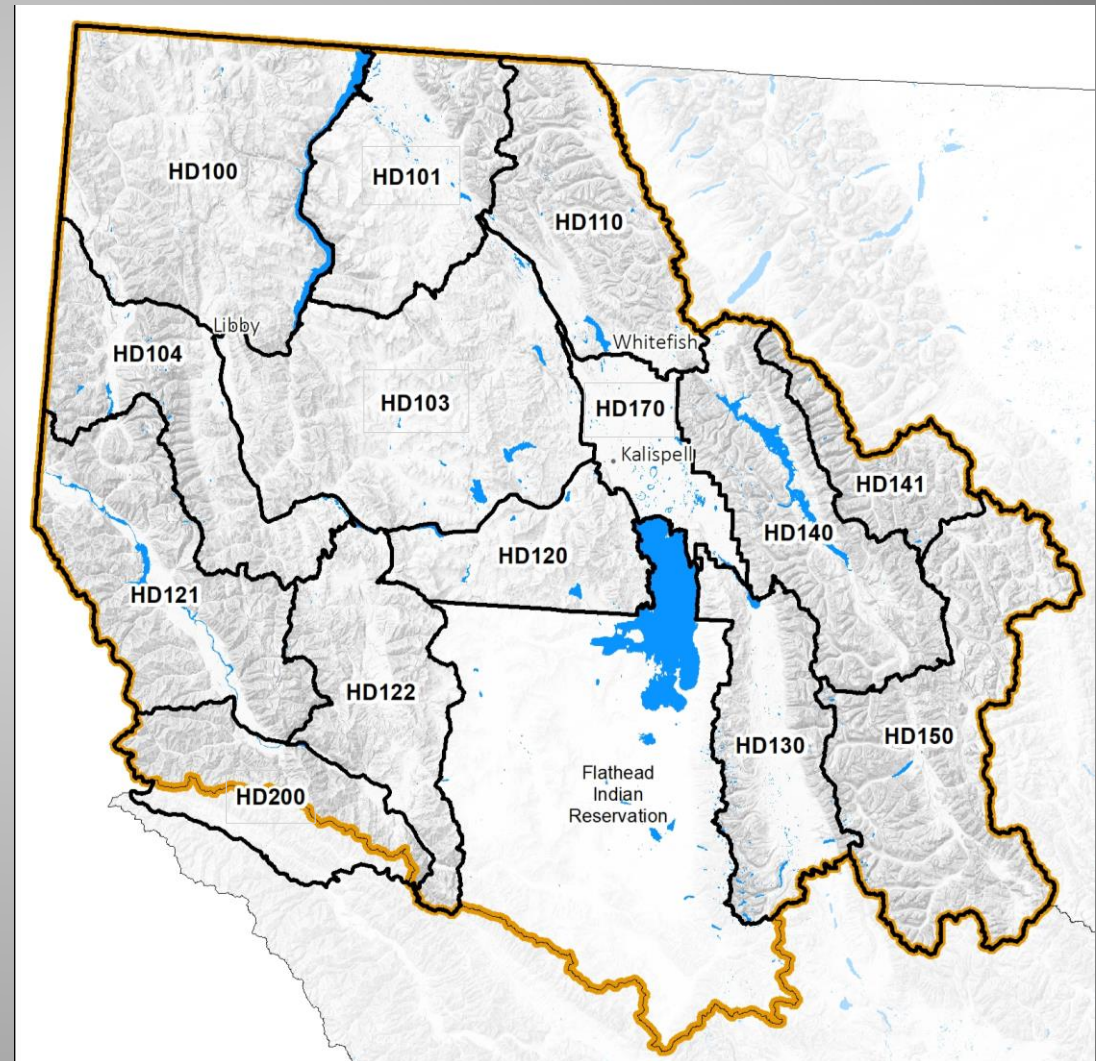 HD100
HD101
HD110
Libby
Whitefish
HD104
HD103
HD170
Kalispell
HD141
HD140
HD120
HD121
HD122
HD130
HD150
Flathead
Indian
Reservation
HD200